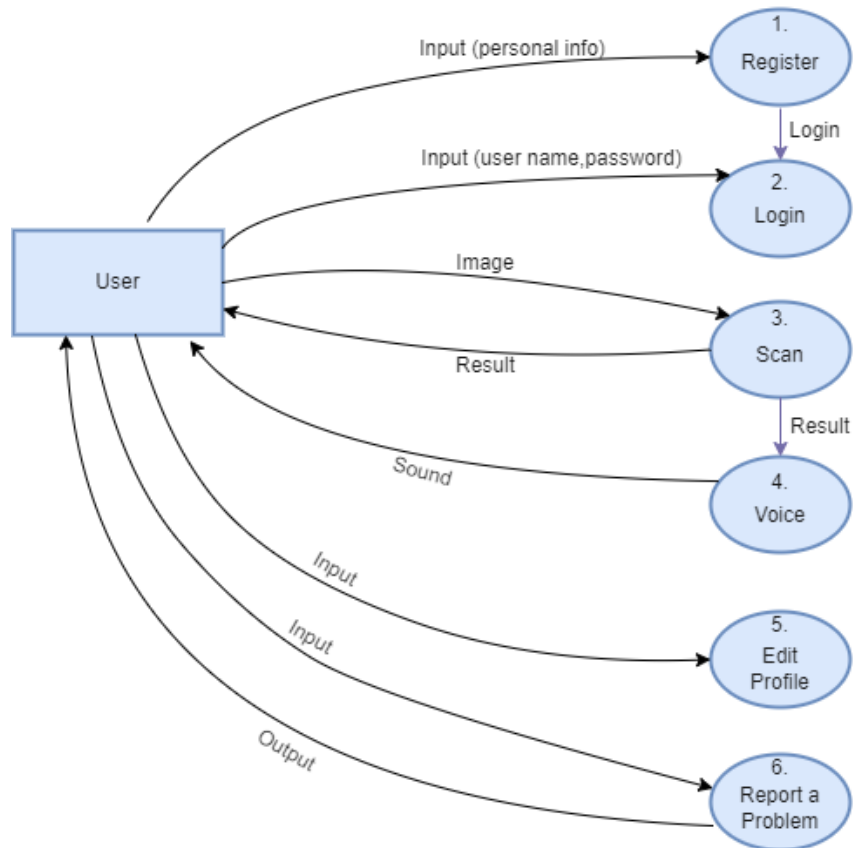 1.
Register
Input (personal info)
Login
Input (user name,password)
2.
Login
User
Image
3.
Scan
Result
Result
4.
Voice
Sound
Input
5.
Edit
Profile
Input
Output
6.
Report a
Problem